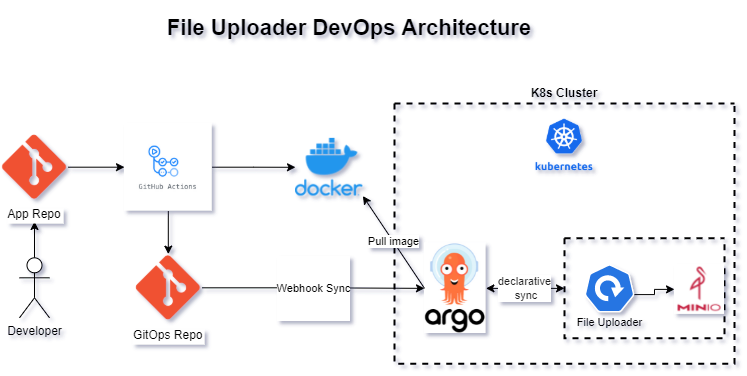 File Uploader DevOps Architecture
K8s Cluster
kubernetes
GitHub Actions
docker
App Repo
Pull image
Webhook Sync
argo
declarative
sync
File Uploader
MINIO
Developer
GitOps Repo